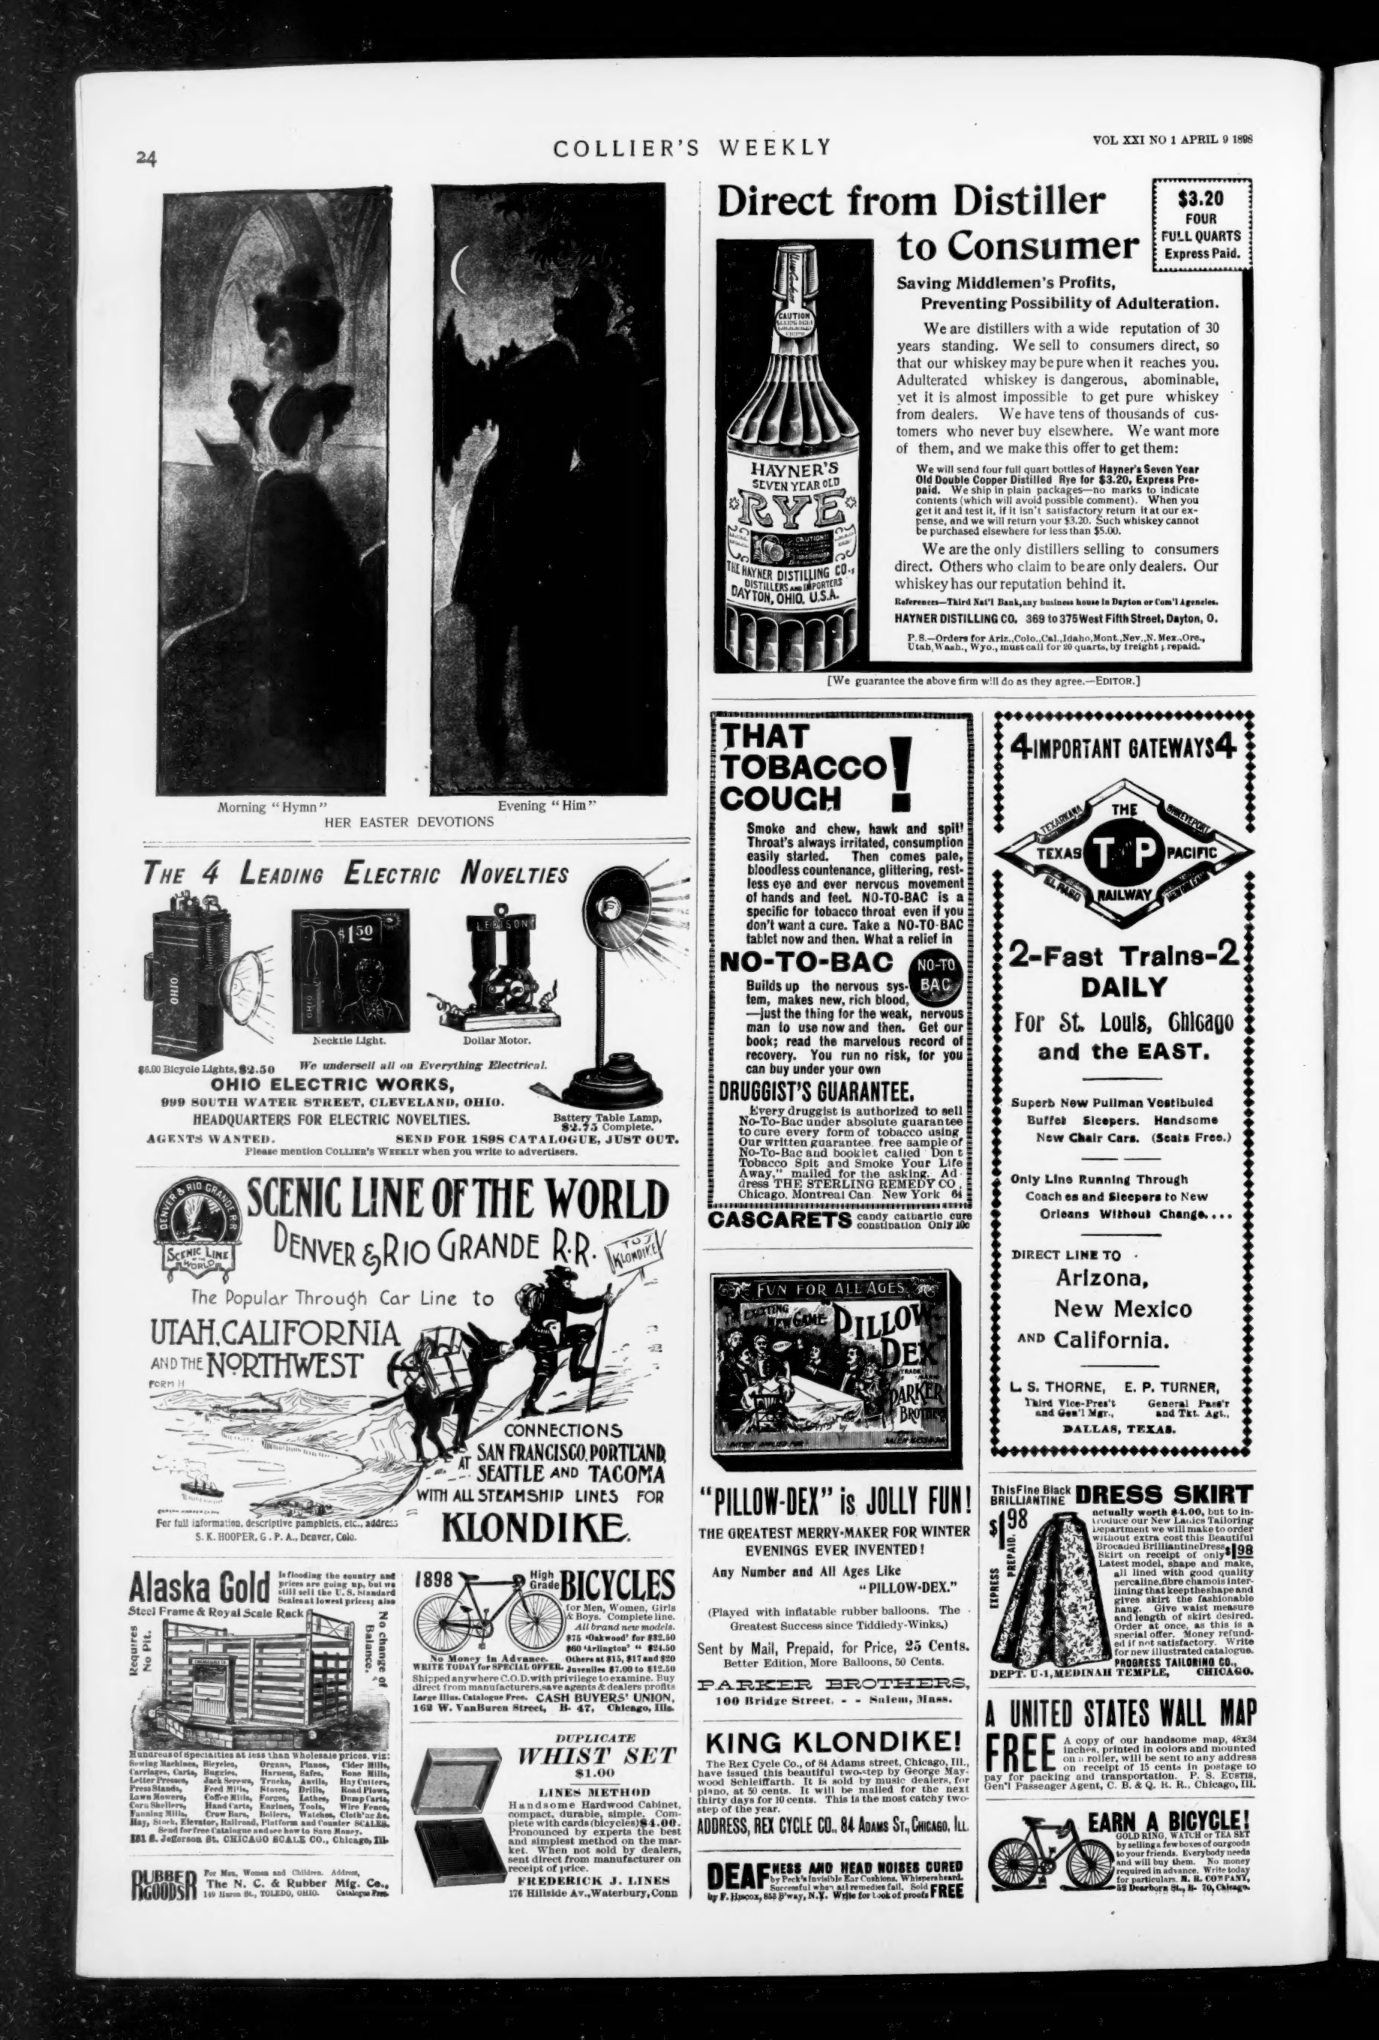 24
COLLIER'S WEEKLY
VOL XXI NO 1 APRIL 9 1898
Morning "Hymn"
Evening "Him"
HER EASTER DEVOTIONS
THE 4 LEADING ELECTRIC NOVELTIES
OHIO
$1 50
OHIO
LEBISON
Necktie Light.
Dollar Motor.
$6.00 Bicycle Lights, $2.50
We undersell all on Everything Electrical.
OHIO ELECTRIC WORKS,
999 SOUTH WATER STREET, CLEVELAND, OHIO.
HEADQUARTERS FOR ELECTRIC NOVELTIES.
Battery Table Lamp,
$2.75 Complete.
AGENTS WANTED.
SEND FOR 1898 CATALOGUE, JUST OUT.
Please mention COLLIER'S WEEKLY when you write to advertisers.
DENVER & RIO GRANDE R.R
SCENIC LINE
OF THE
WORLD
SCENIC LINE OF THE WORLD
DENVER & RIO GRANDE R.R.
TO
KLONDIKE
The Popular Through Car Line to
UTAH, CALIFORNIA
AND THE NORTHWEST
FORM H
CONNECTIONS
AT
SAN FRANCISCO, PORTLAND,
SEATTLE AND TACOMA
WITH ALL STEAMSHIP LINES FOR
KLONDIKE.
For full information, descriptive pamphlets, etc., address
S. K. HOOPER, G. P. A., Denver, Colo.
Alaska Gold
Is flooding the country and
prices are going up, but we
still sell the U. S. Standard
Scales at lowest prices; also
Steel Frame & Royal Scale Rack
Requires
No Pit.
No change of
Balance.
Hundreds of Specialties at less than Wholesale prices, viz:
Sewing Machines, Bicycles, Organs, Pianos, Cider Mills,
Carriages, Carts, Buggies, Harness, Safes, Bone Mills,
Letter Presses, Jack Screws, Trucks, Anvils, Hay Cutters,
Press Stands, Feed Mills, Stoves, Drills, Road Plows,
Lawn Mowers, Coffee Mills, Forges, Lathes, Dump Carts,
Corn Shellers, Hand Carts, Engines, Tools, Wire Fence,
Fanning Mills, Crow Bars, Boilers, Watches, Clothing &c.
Hay, Stock, Elevator, Railroad, Platform and Counter SCALES.
Send for free Catalogue and see how to Save Money.
151 S. Jefferson St. CHICAGO SCALE CO., Chicago, Ill.
RUBBER
GOODS
For Men, Women and Children. Address,
The N. C. & Rubber Mfg. Co.,
149 Huron St., TOLEDO, OHIO. Catalogue Free.
1898
High
Grade
BICYCLES
for Men, Women, Girls
& Boys. Complete line.
All brand new models.
$75 'Oakwood' for $32.50
$60 'Arlington' " $24.50
No Money in Advance. Others at $15, $17 and $20
WRITE TODAY for SPECIAL OFFER. Juveniles $7.00 to $12.50
Shipped anywhere C.O.D. with privilege to examine. Buy
direct from manufacturers, save agents & dealers profits
Large Illus. Catalogue Free. CASH BUYERS' UNION,
162 W. VanBuren Street, B- 47, Chicago, Ills.
DUPLICATE
WHIST SET
$1.00
LINES METHOD
Handsome Hardwood Cabinet,
compact, durable, simple. Com-
plete with cards (bicycles) $4.00.
Pronounced by experts the best
and simplest method on the mar-
ket. When not sold by dealers,
sent direct from manufacturer on
receipt of price.
FREDERICK J. LINES
176 Hillside Av., Waterbury, Conn
Direct from Distiller
to Consumer
$3.20
FOUR
FULL QUARTS
Express Paid.
CAUTION
HAYNER'S
SEVEN YEAR OLD
RYE
THE HAYNER DISTILLING CO.,
DISTILLERS AND IMPORTERS
DAYTON, OHIO, U.S.A.
Saving Middlemen's Profits,
Preventing Possibility of Adulteration.
We are distillers with a wide reputation of 30
years standing. We sell to consumers direct, so
that our whiskey may be pure when it reaches you.
Adulterated whiskey is dangerous, abominable,
yet it is almost impossible to get pure whiskey
from dealers. We have tens of thousands of cus-
tomers who never buy elsewhere. We want more
of them, and we make this offer to get them:
We will send four full quart bottles of Hayner's Seven Year
Old Double Copper Distilled Rye for $3.20, Express Pre-
paid. We ship in plain packages—no marks to indicate
contents (which will avoid possible comment). When you
get it and test it, if it isn't satisfactory return it at our ex-
pense, and we will return your $3.20. Such whiskey cannot
be purchased elsewhere for less than $5.00.
We are the only distillers selling to consumers
direct. Others who claim to be are only dealers. Our
whiskey has our reputation behind it.
References—Third Nat'l Bank, any business house in Dayton or Com'l Agencies.
HAYNER DISTILLING CO. 369 to 375 West Fifth Street, Dayton, O.
P. S.—Orders for Ariz., Colo., Cal., Idaho, Mont., Nev., N. Mex., Ore.,
Utah, Wash., Wyo., must call for 20 quarts, by freight prepaid.
[We guarantee the above firm will do as they agree.—EDITOR.]
THAT
TOBACCO
COUGH!
Smoke and chew, hawk and spit!
Throat's always irritated, consumption
easily started. Then comes pale,
bloodless countenance, glittering, rest-
less eye and ever nervous movement
of hands and feet. NO-TO-BAC is a
specific for tobacco throat even if you
don't want a cure. Take a NO-TO-BAC
tablet now and then. What a relief in
NO-TO-BAC
NO-TO
BAC
Builds up the nervous sys-
tem, makes new, rich blood,
—just the thing for the weak, nervous
man to use now and then. Get our
book; read the marvelous record of
recovery. You run no risk, for you
can buy under your own
DRUGGIST'S GUARANTEE.
Every druggist is authorized to sell
No-To-Bac under absolute guarantee
to cure every form of tobacco using
Our written guarantee, free sample of
No-To-Bac and booklet called Don't
Tobacco Spit and Smoke Your Life
Away," mailed for the asking. Ad-
dress THE STERLING REMEDY CO.,
Chicago, Montreal Can New York 64
CASCARETS candy cathartic cure
constipation Only 10c
FUN FOR ALL AGES
THE EXCITING
NEW GAME
PILLOW-
DEX
TRADE MARK
PARKER
BROTHERS
"PILLOW-DEX" is JOLLY FUN!
THE GREATEST MERRY-MAKER FOR WINTER
EVENINGS EVER INVENTED!
Any Number and All Ages Like
"PILLOW-DEX."
(Played with inflatable rubber balloons. The
Greatest Success since Tiddledy-Winks.)
Sent by Mail, Prepaid, for Price, 25 Cents.
Better Edition, More Balloons, 50 Cents.
PARKER BROTHERS,
100 Bridge Street, - - Salem, Mass.
KING KLONDIKE!
The Rex Cycle Co., of 84 Adams street, Chicago, Ill.,
have issued this beautiful two-step by George May-
wood Schleiffarth. It is sold by music dealers, for
piano, at 50 cents. It will be mailed for the next
thirty days for 10 cents. This is the most catchy two-
step of the year.
ADDRESS, REX CYCLE CO., 84 ADAMS ST., CHICAGO, ILL.
DEAFNESS AND HEAD NOISES CURED
by Peck's Invisible Ear Cushions. Whispers heard.
Successful when all remedies fail. Sold
by F. Hiscox, 853 B'way, N.Y. Write for book of proofs FREE
4 IMPORTANT GATEWAYS 4
TEXARKANA
SHREVEPORT
THE
TEXAS T P PACIFIC
RAILWAY
EL PASO
NEW ORLEANS
2-Fast Trains-2
DAILY
For St. Louis, Chicago
and the EAST.
Superb New Pullman Vestibuled
Buffet Sleepers. Handsome
New Chair Cars. (Seats Free.)
Only Line Running Through
Coaches and Sleepers to New
Orleans Without Change....
DIRECT LINE TO
Arizona,
New Mexico
AND California.
L. S. THORNE, E. P. TURNER,
Third Vice-Pres't General Pass'r
and Gen'l Mgr., and Tkt. Agt.,
DALLAS, TEXAS.
This Fine Black
BRILLIANTINE DRESS SKIRT
$1 98
EXPRESS PREPAID.
actually worth $4.00, but to in-
troduce our New Ladies Tailoring
Department we will make to order
without extra cost this Beautiful
Brocaded Brilliantine Dress
Skirt on receipt of only $1 98
Latest model, shape and make,
all lined with good quality
percaline, fibre chamois inter-
lining that keep the shape and
gives skirt the fashionable
hang. Give waist measure
and length of skirt desired.
Order at once, as this is a
special offer. Money refund-
ed if not satisfactory. Write
for new illustrated catalogue.
PROGRESS TAILORING CO.,
DEPT. U-1, MEDINAH TEMPLE, CHICAGO.
A UNITED STATES WALL MAP
FREE
A copy of our handsome map, 48x34
inches, printed in colors and mounted
on a roller, will be sent to any address
on receipt of 15 cents in postage to
pay for packing and transportation. P. S. EUSTIS,
Gen'l Passenger Agent, C. B. & Q. R. R., Chicago, Ill.
EARN A BICYCLE!
GOLD RING, WATCH or TEA SET
by selling a few boxes of our goods
to your friends. Everybody needs
and will buy them. No money
required in advance. Write today
for particulars. M. R. COMPANY,
52 Dearborn St., B- 70, Chicago.